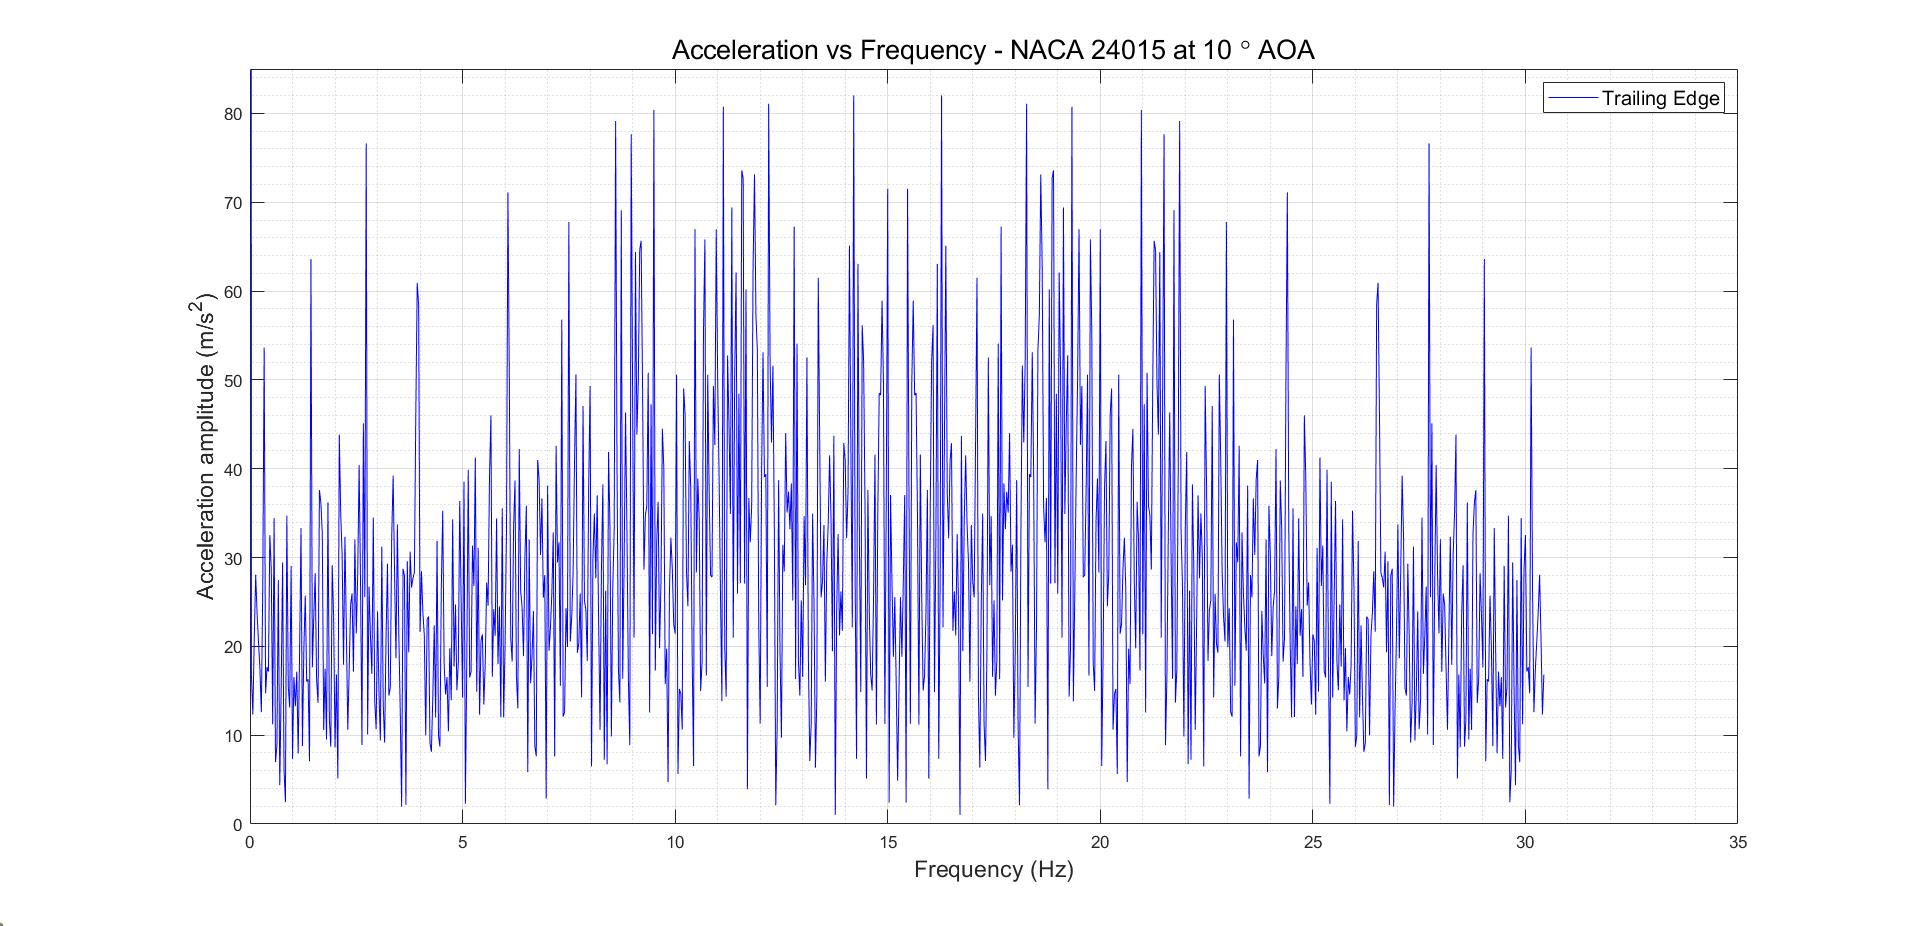 Acceleration vs Frequency - NACA 24015 at 10 ° AOA
Trailing Edge
Acceleration amplitude (m/s²)
80
70
60
50
40
30
20
10
0
0 5 10 15 20 25 30 35
Frequency (Hz)